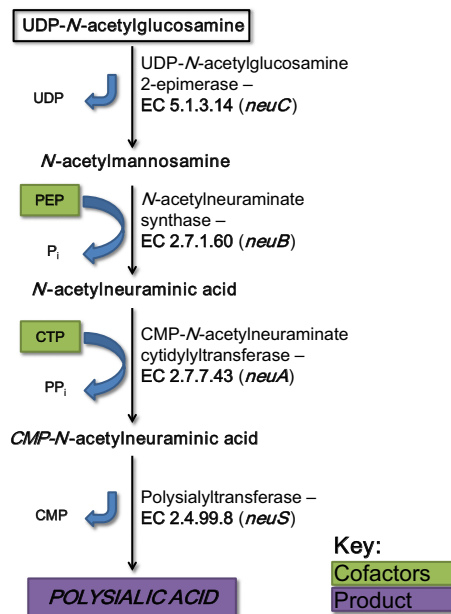 UDP-N-acetylglucosamine
UDP-N-acetylglucosamine
2-epimerase –
EC 5.1.3.14 (neuC)
UDP
N-acetylmannosamine
PEP
N-acetylneuraminate
synthase –
EC 2.7.1.60 (neuB)
Pi
N-acetylneuraminic acid
CTP
CMP-N-acetylneuraminate
cytidylyltransferase –
EC 2.7.7.43 (neuA)
PPi
CMP-N-acetylneuraminic acid
Polysialyltransferase –
EC 2.4.99.8 (neuS)
CMP
POLYSIALIC ACID
Key:
Cofactors
Product